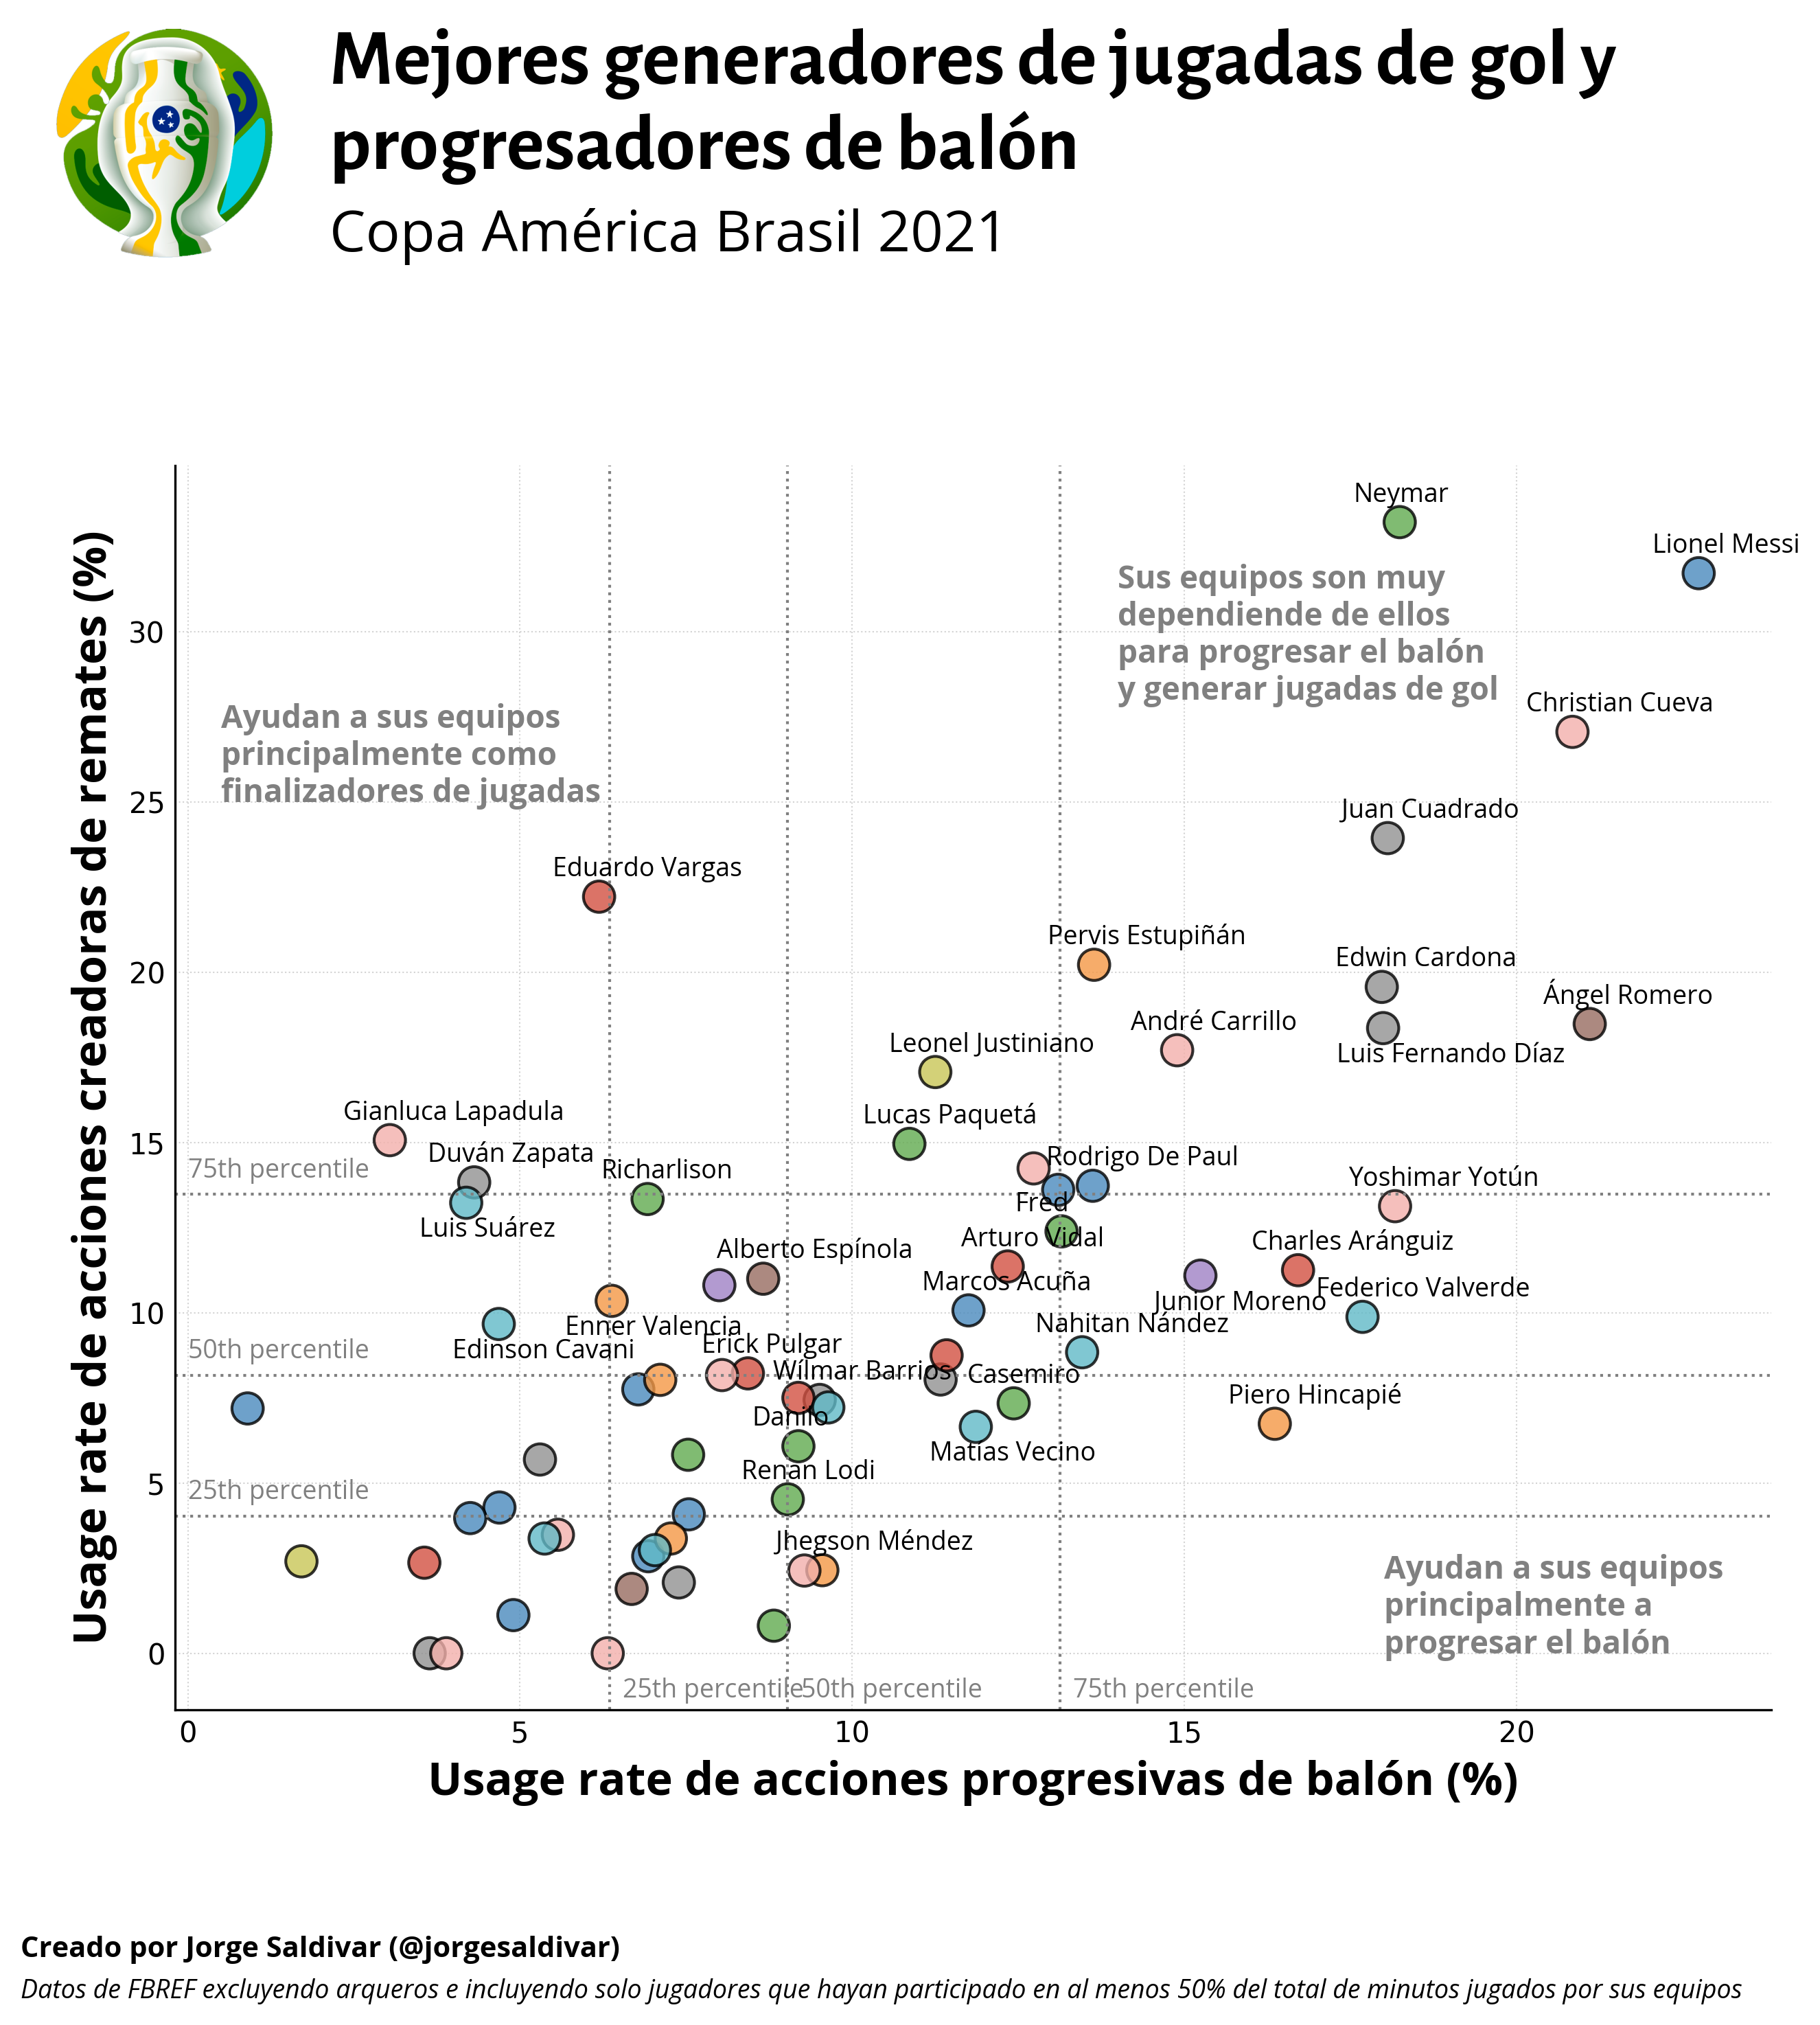 Mejores generadores de jugadas de gol y
progresadores de balón
Copa América Brasil 2021
Usage rate de acciones creadoras de remates (%)
30
25
20
15
10
5
0
Neymar
Lionel Messi
Sus equipos son muy
dependiende de ellos
para progresar el balón
y generar jugadas de gol
Christian Cueva
Ayudan a sus equipos
principalmente como
finalizadores de jugadas
Juan Cuadrado
Eduardo Vargas
Pervis Estupiñán
Edwin Cardona
Ángel Romero
André Carrillo
Leonel Justiniano
Luis Fernando Díaz
Gianluca Lapadula
Lucas Paquetá
Duván Zapata
Rodrigo De Paul
75th percentile
Richarlison
Yoshimar Yotún
Fred
Luis Suárez
Arturo Vidal
Charles Aránguiz
Alberto Espínola
Marcos Acuña
Federico Valverde
Junior Moreno
Enner Valencia
Nahitan Nández
50th percentile
Edinson Cavani
Erick Pulgar
Wílmar Barrios
Casemiro
Piero Hincapié
Danilo
Matías Vecino
Renan Lodi
25th percentile
Jhegson Méndez
Ayudan a sus equipos
principalmente a
progresar el balón
25th percentile
50th percentile
75th percentile
0
5
10
15
20
Usage rate de acciones progresivas de balón (%)
Creado por Jorge Saldivar (@jorgesaldivar)
Datos de FBREF excluyendo arqueros e incluyendo solo jugadores que hayan participado en al menos 50% del total de minutos jugados por sus equipos